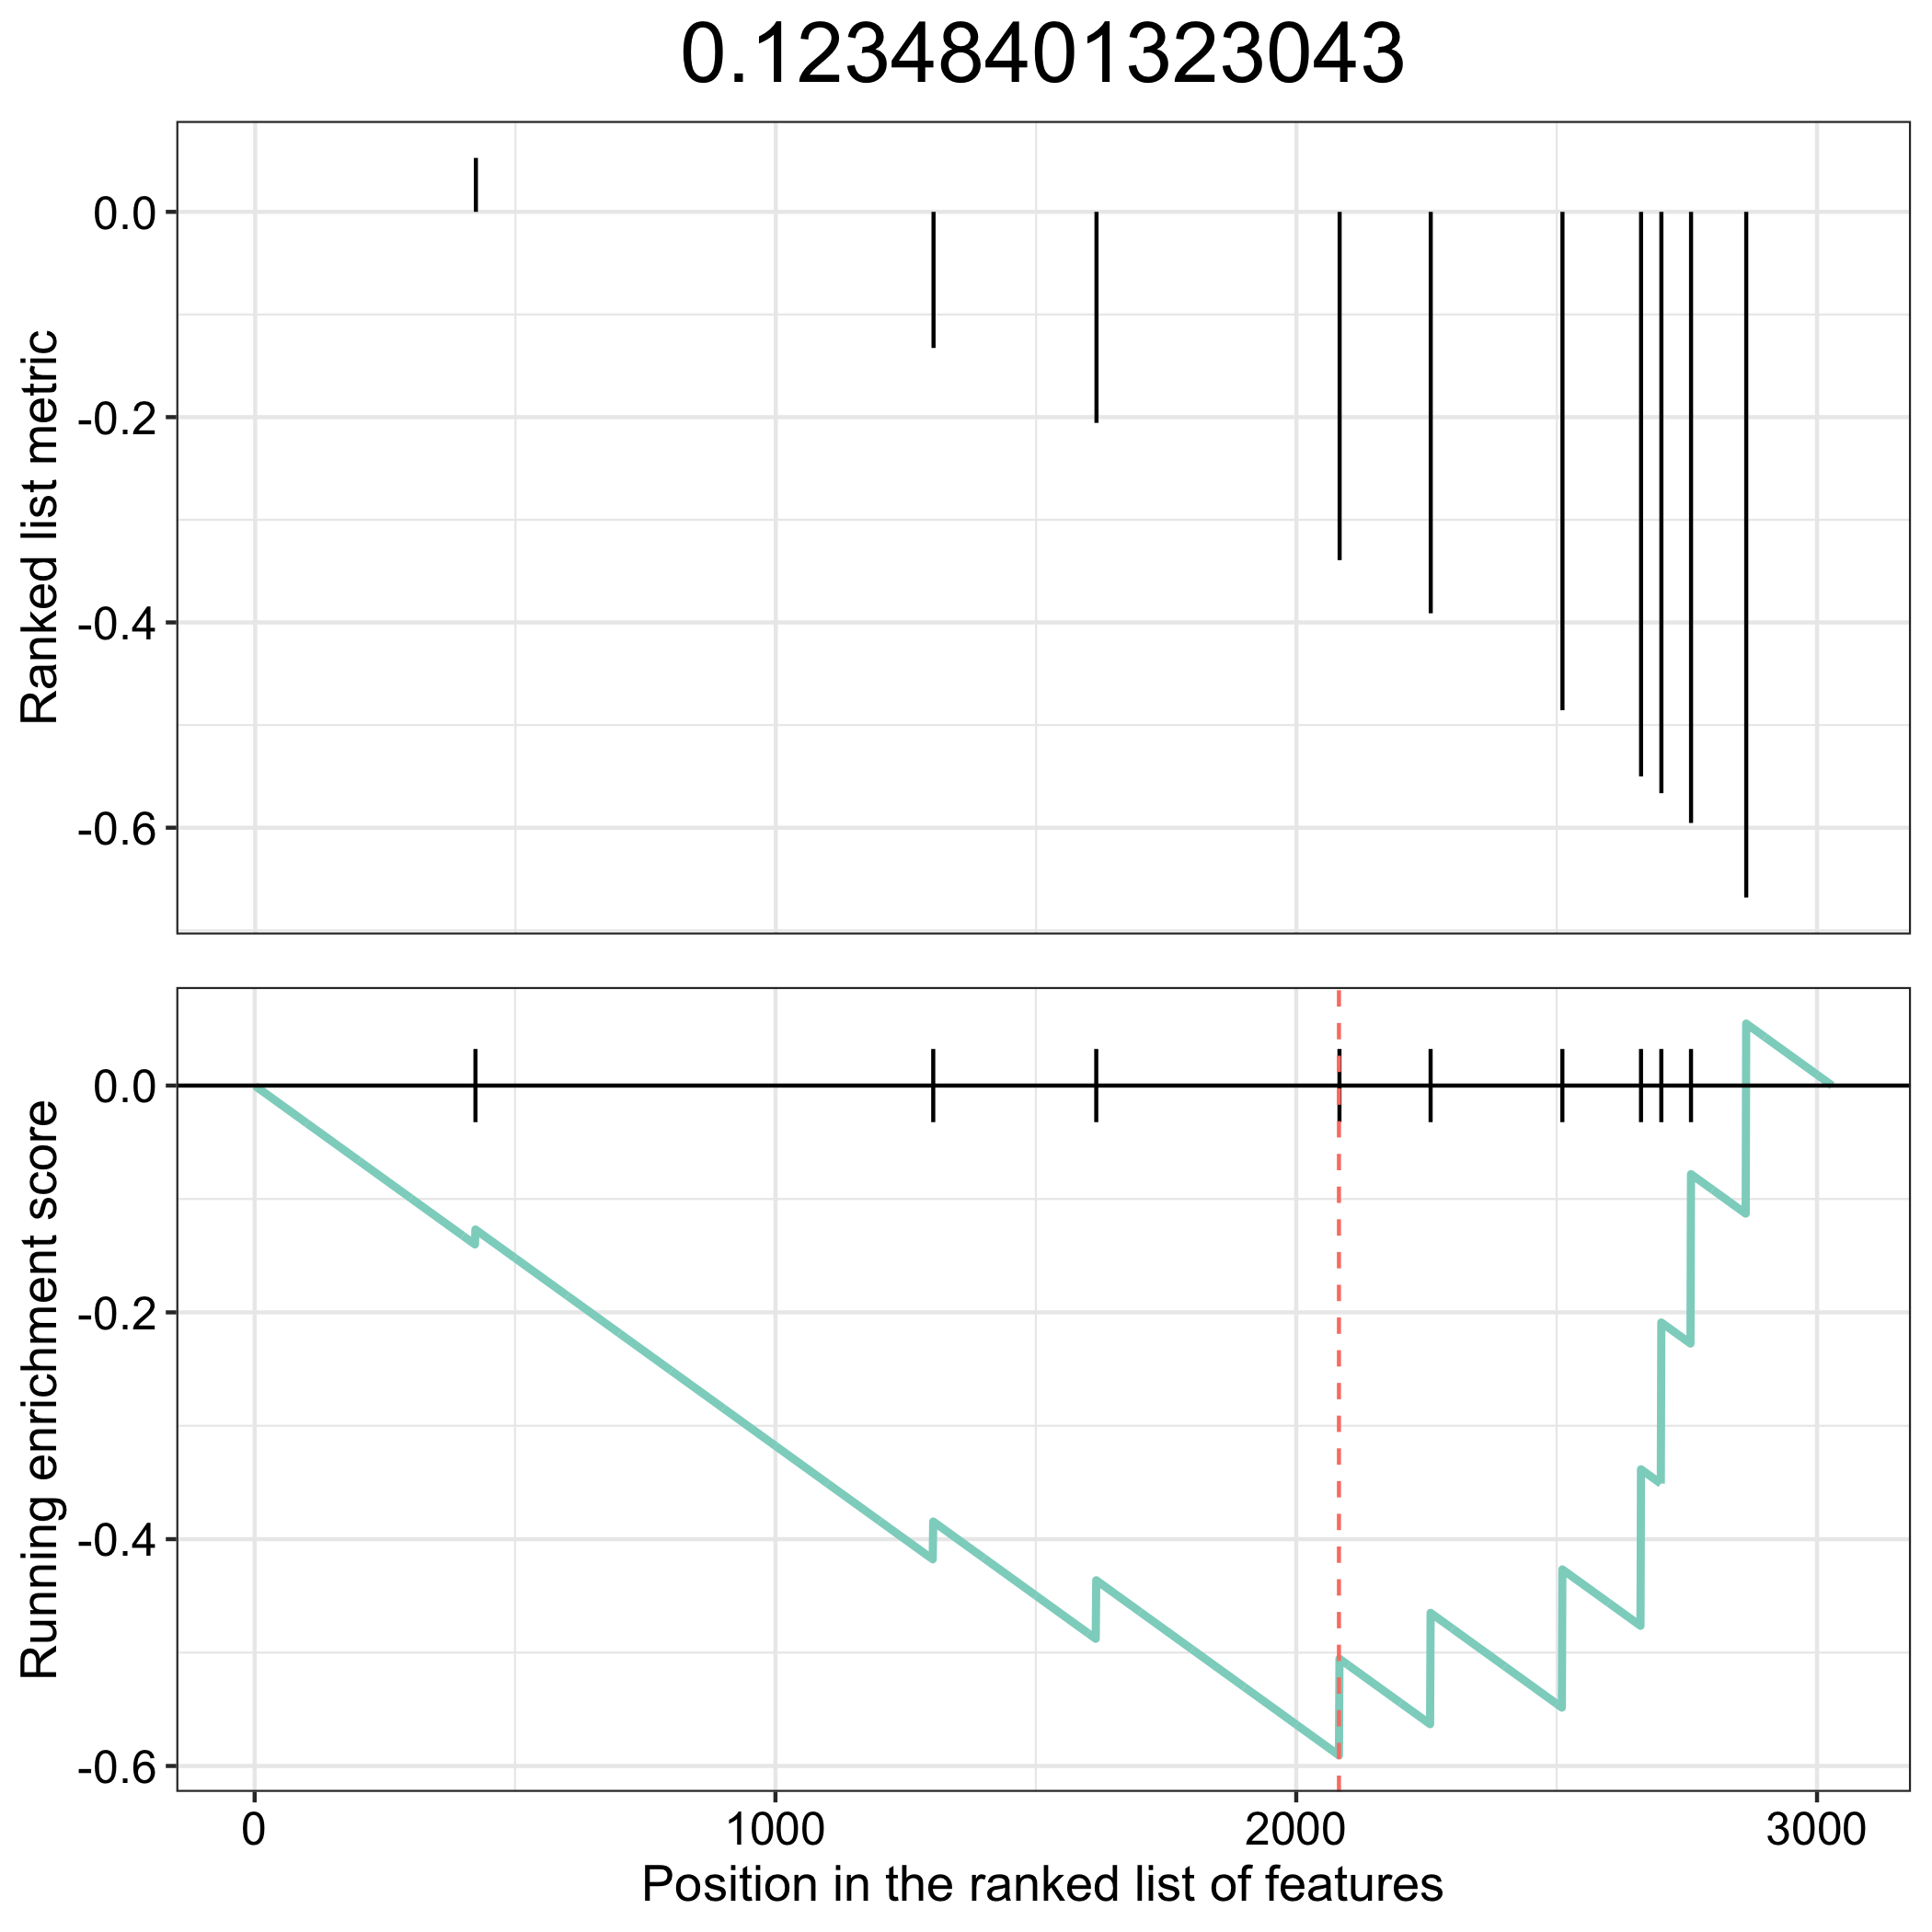 0.12348401323043
Ranked list metric
0.0
-0.2
-0.4
-0.6
Running enrichment score
0.0
-0.2
-0.4
-0.6
0 1000 2000 3000
Position in the ranked list of features